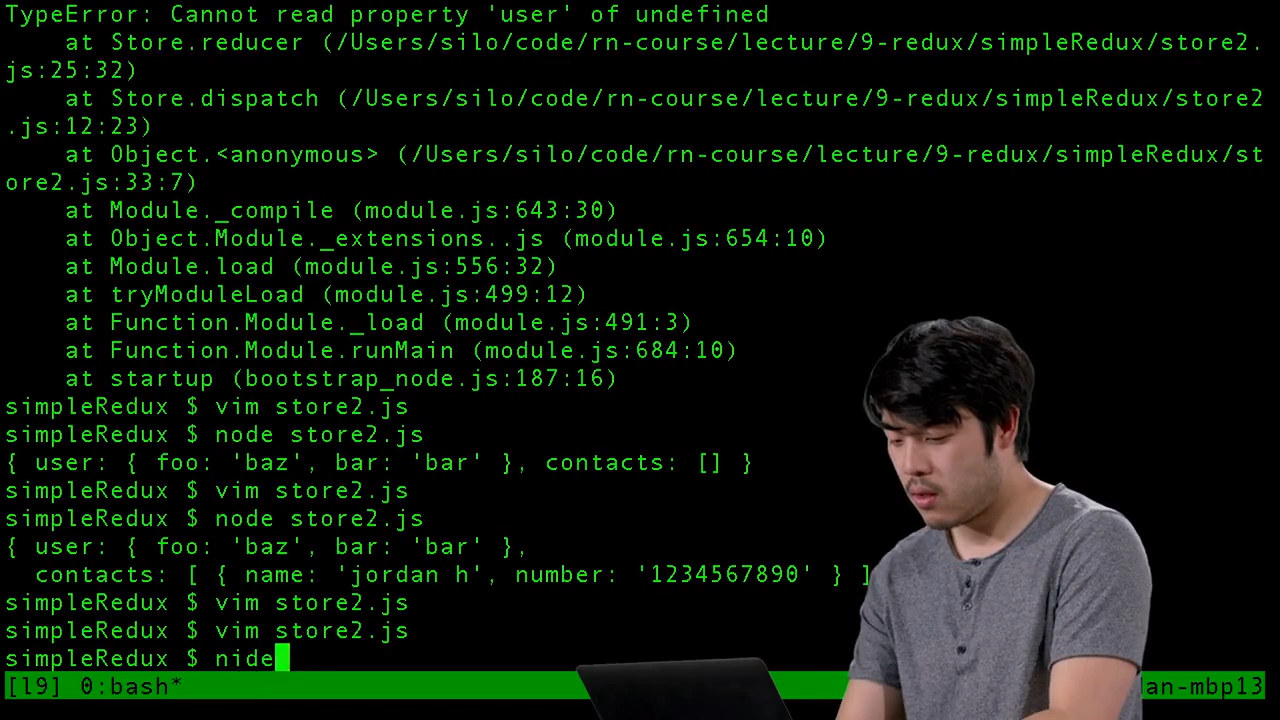 TypeError: Cannot read property 'user' of undefined
    at Store.reducer (/Users/silo/code/rn-course/lecture/9-redux/simpleRedux/store2.
js:25:32)
    at Store.dispatch (/Users/silo/code/rn-course/lecture/9-redux/simpleRedux/store2
.js:12:23)
    at Object.<anonymous> (/Users/silo/code/rn-course/lecture/9-redux/simpleRedux/st
ore2.js:33:7)
    at Module._compile (module.js:643:30)
    at Object.Module._extensions..js (module.js:654:10)
    at Module.load (module.js:556:32)
    at tryModuleLoad (module.js:499:12)
    at Function.Module._load (module.js:491:3)
    at Function.Module.runMain (module.js:684:10)
    at startup (bootstrap_node.js:187:16)
simpleRedux $ vim store2.js
simpleRedux $ node store2.js
{ user: { foo: 'baz', bar: 'bar' }, contacts: [] }
simpleRedux $ vim store2.js
simpleRedux $ node store2.js
{ user: { foo: 'baz', bar: 'bar' },
  contacts: [ { name: 'jordan h', number: '1234567890' } ]
simpleRedux $ vim store2.js
simpleRedux $ vim store2.js
simpleRedux $ nide
[l9] 0:bash* an-mbp13